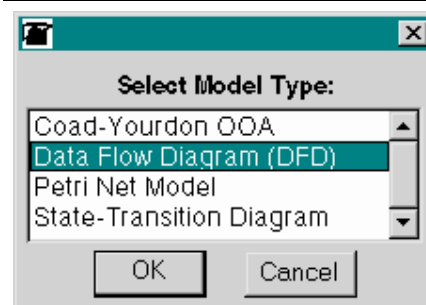 Select Model Type:
Coad-Yourdon OOA
Data Flow Diagram (DFD)
Petri Net Model
State-Transition Diagram
OK Cancel